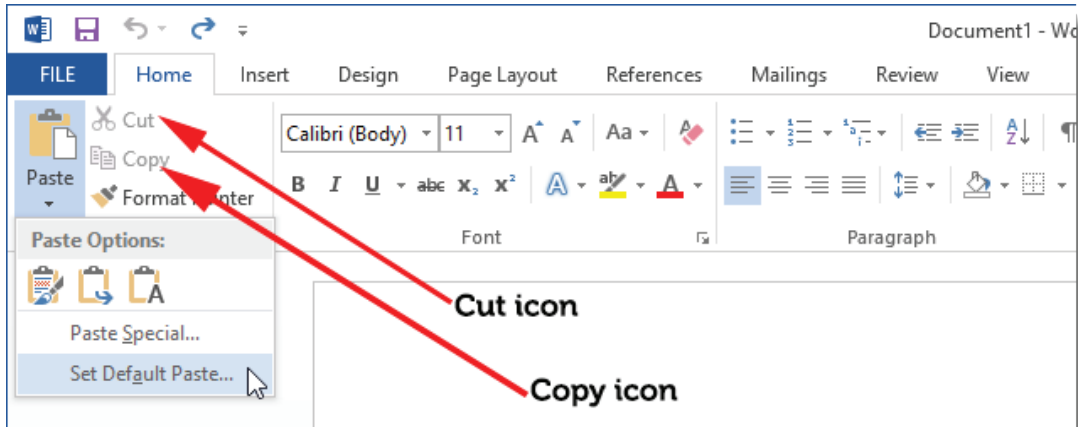 Document1 - Wo
FILE Home Insert Design Page Layout References Mailings Review View
Cut
Copy
Paste
Format
Calibri (Body) 11 A A Aa
B I U abc X₂ X² A ab A
Font
Paragraph
Paste Options:
A
Paste Special...
Set Default Paste...
Cut icon
Copy icon